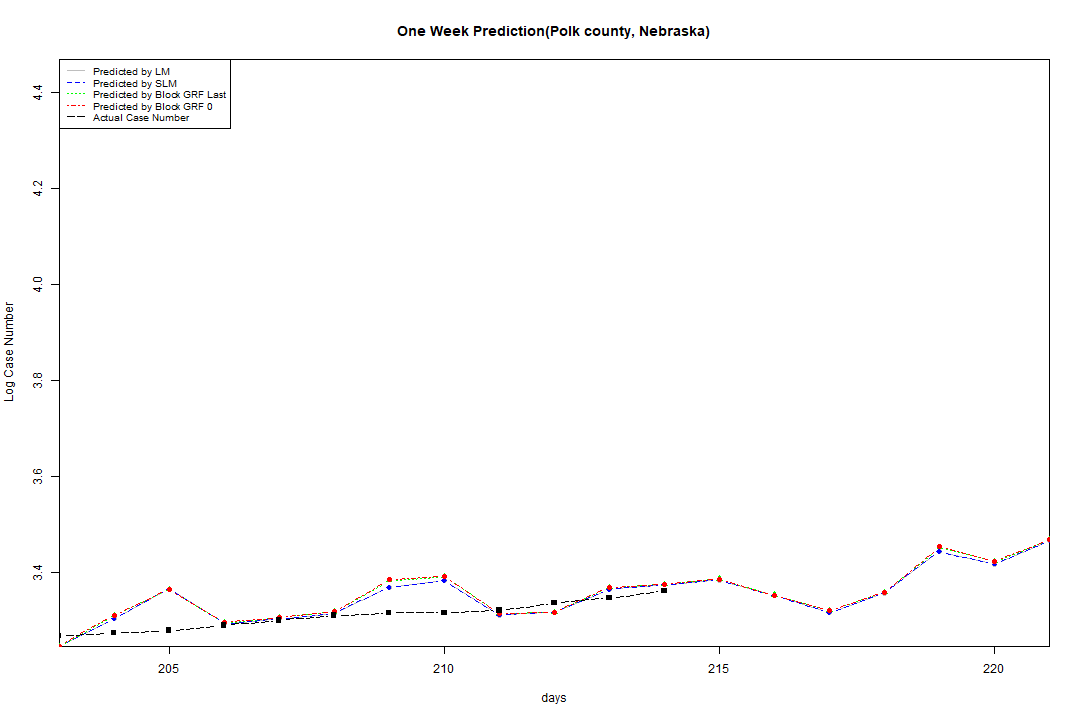 One Week Prediction(Polk county, Nebraska)
Predicted by LM
Predicted by SLM
Predicted by Block GRF Last
Predicted by Block GRF 0
Actual Case Number
4.4
4.2
4.0
3.8
3.6
3.4
Log Case Number
205 210 215 220
days